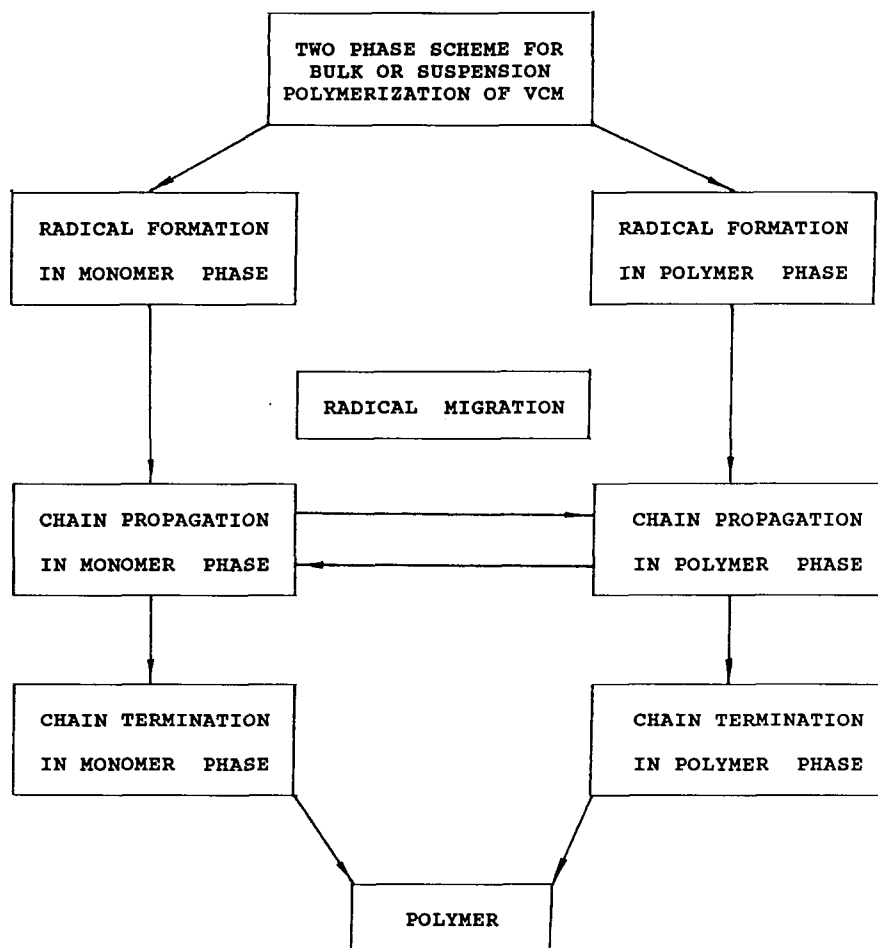 TWO PHASE SCHEME FOR
BULK OR SUSPENSION
POLYMERIZATION OF VCM
RADICAL FORMATION
IN MONOMER PHASE
RADICAL FORMATION
IN POLYMER PHASE
RADICAL MIGRATION
CHAIN PROPAGATION
IN MONOMER PHASE
CHAIN PROPAGATION
IN POLYMER PHASE
CHAIN TERMINATION
IN MONOMER PHASE
CHAIN TERMINATION
IN POLYMER PHASE
POLYMER